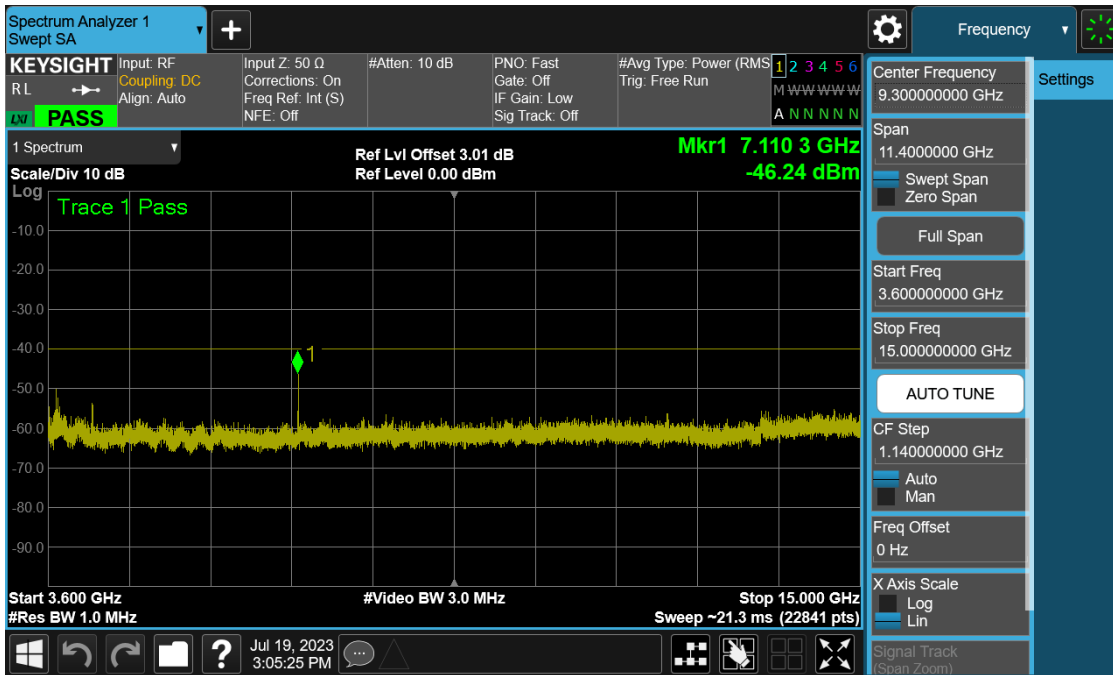 Spectrum Analyzer 1
Swept SA
+
Frequency
KEYSIGHT
R L
LXI PASS
Input: RF
Coupling: DC
Align: Auto
Input Z: 50 Ω
Corrections: On
Freq Ref: Int (S)
NFE: Off
#Atten: 10 dB
PNO: Fast
Gate: Off
IF Gain: Low
Sig Track: Off
#Avg Type: Power (RMS
Trig: Free Run
1 2 3 4 5 6
M W W W W W
A N N N N N
1 Spectrum
Scale/Div 10 dB
Ref Lvl Offset 3.01 dB
Ref Level 0.00 dBm
Mkr1 7.110 3 GHz
-46.24 dBm
Log
Trace 1 Pass
-10.0
-20.0
-30.0
-40.0
1
-50.0
-60.0
-70.0
-80.0
-90.0
Start 3.600 GHz
#Video BW 3.0 MHz
Stop 15.000 GHz
#Res BW 1.0 MHz
Sweep ~21.3 ms (22841 pts)
Center Frequency
9.300000000 GHz
Settings
Span
11.4000000 GHz
Swept Span
Zero Span
Full Span
Start Freq
3.600000000 GHz
Stop Freq
15.000000000 GHz
AUTO TUNE
CF Step
1.140000000 GHz
Auto
Man
Freq Offset
0 Hz
X Axis Scale
Log
Lin
Signal Track
(Span Zoom)
?
Jul 19, 2023
3:05:25 PM